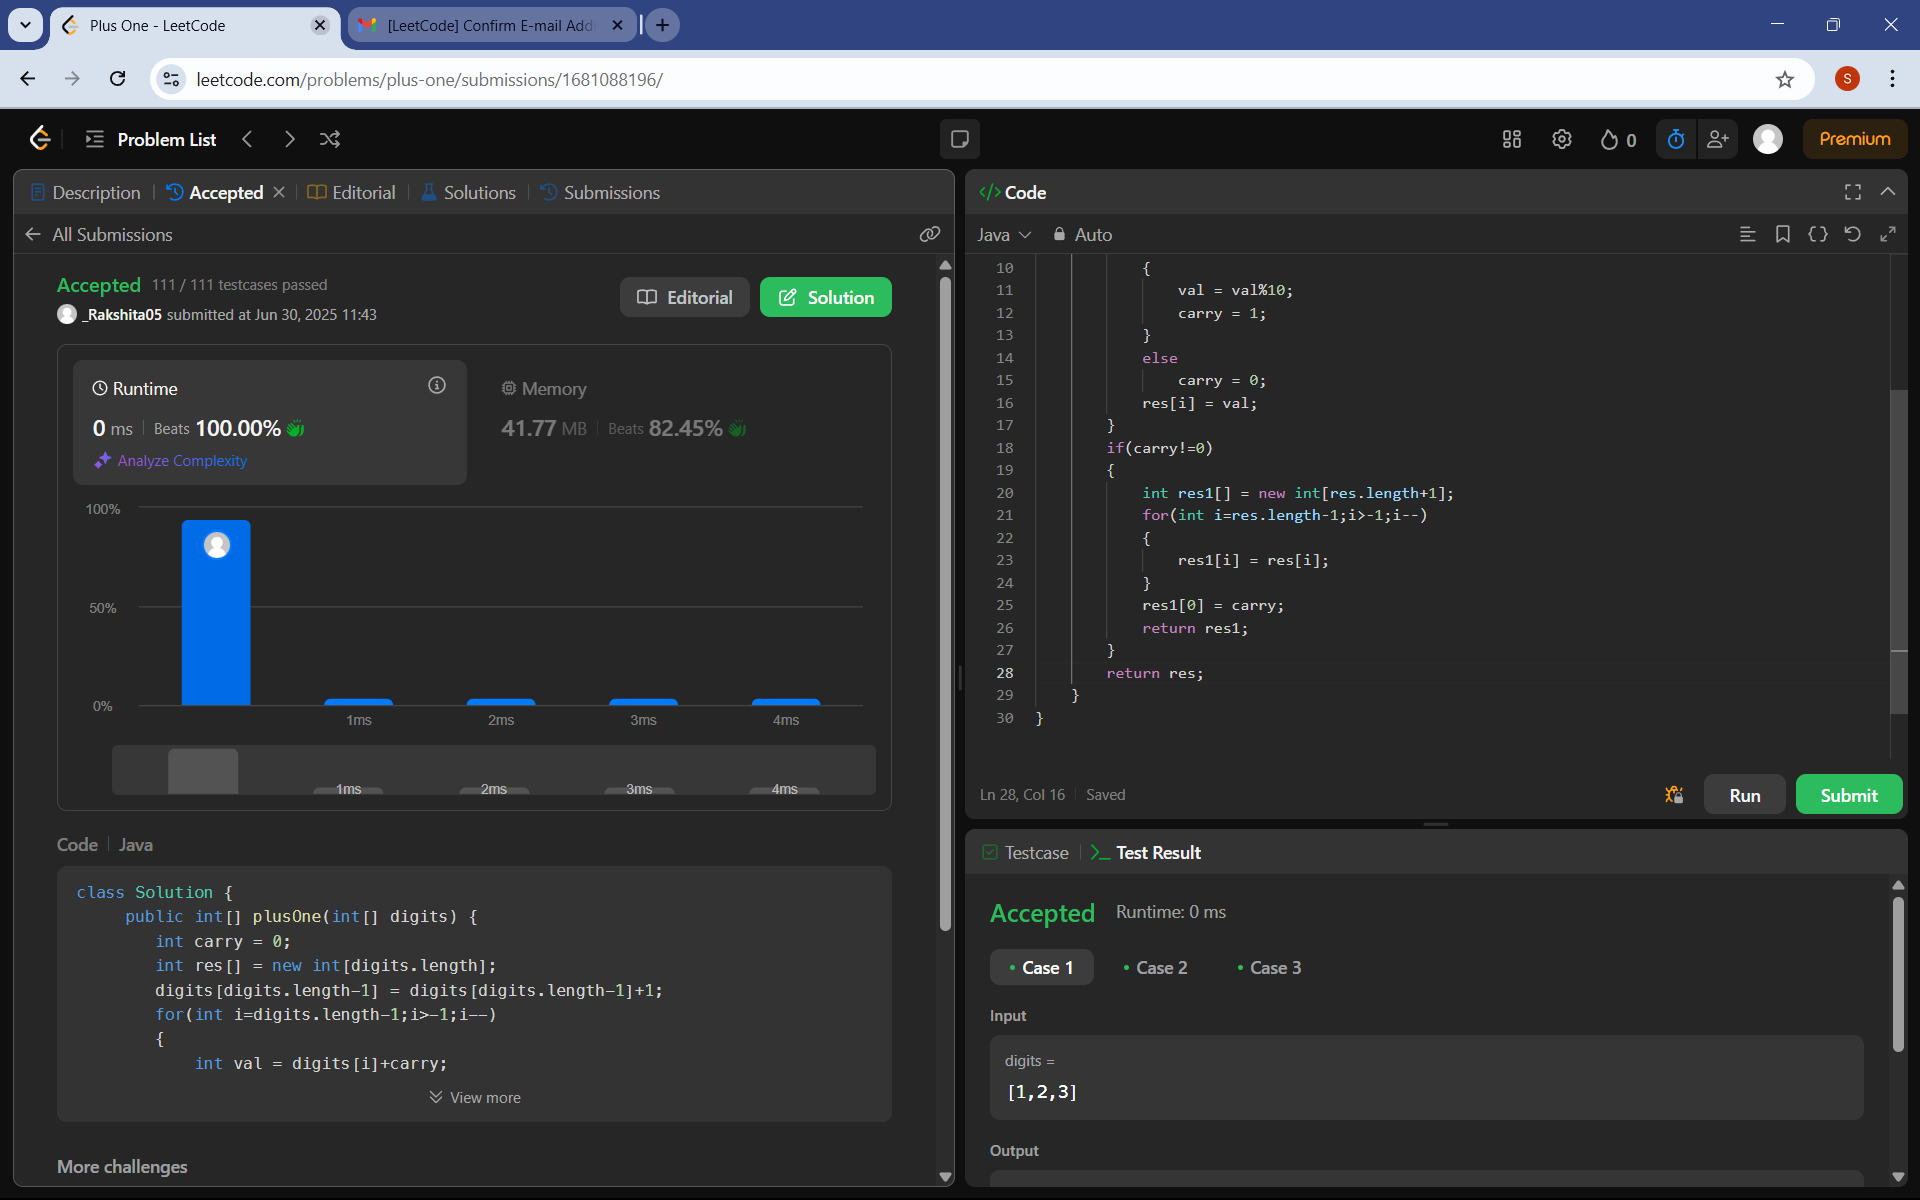 Plus One - LeetCode
[LeetCode] Confirm E-mail Add
leetcode.com/problems/plus-one/submissions/1681088196/
S
Problem List
0
Premium
Description
Accepted
Editorial
Solutions
Submissions
All Submissions
Accepted 111 / 111 testcases passed
_Rakshita05 submitted at Jun 30, 2025 11:43
Editorial
Solution
Runtime
0 ms Beats 100.00%
Analyze Complexity
Memory
41.77 MB Beats 82.45%
100%
50%
0%
1ms 2ms 3ms 4ms
1ms 2ms 3ms 4ms
Code Java
class Solution {
public int[] plusOne(int[] digits) {
int carry = 0;
int res[] = new int[digits.length];
digits[digits.length-1] = digits[digits.length-1]+1;
for(int i=digits.length-1;i>-1;i--)
{
int val = digits[i]+carry;
View more
More challenges
</> Code
Java
Auto
10 {
11 val = val%10;
12 carry = 1;
13 }
14 else
15 carry = 0;
16 res[i] = val;
17 }
18 if(carry!=0)
19 {
20 int res1[] = new int[res.length+1];
21 for(int i=res.length-1;i>-1;i--)
22 {
23 res1[i] = res[i];
24 }
25 res1[0] = carry;
26 return res1;
27 }
28 return res;
29 }
30 }
Ln 28, Col 16 Saved
Run
Submit
Testcase
Test Result
Accepted Runtime: 0 ms
Case 1
Case 2
Case 3
Input
digits =
[1,2,3]
Output